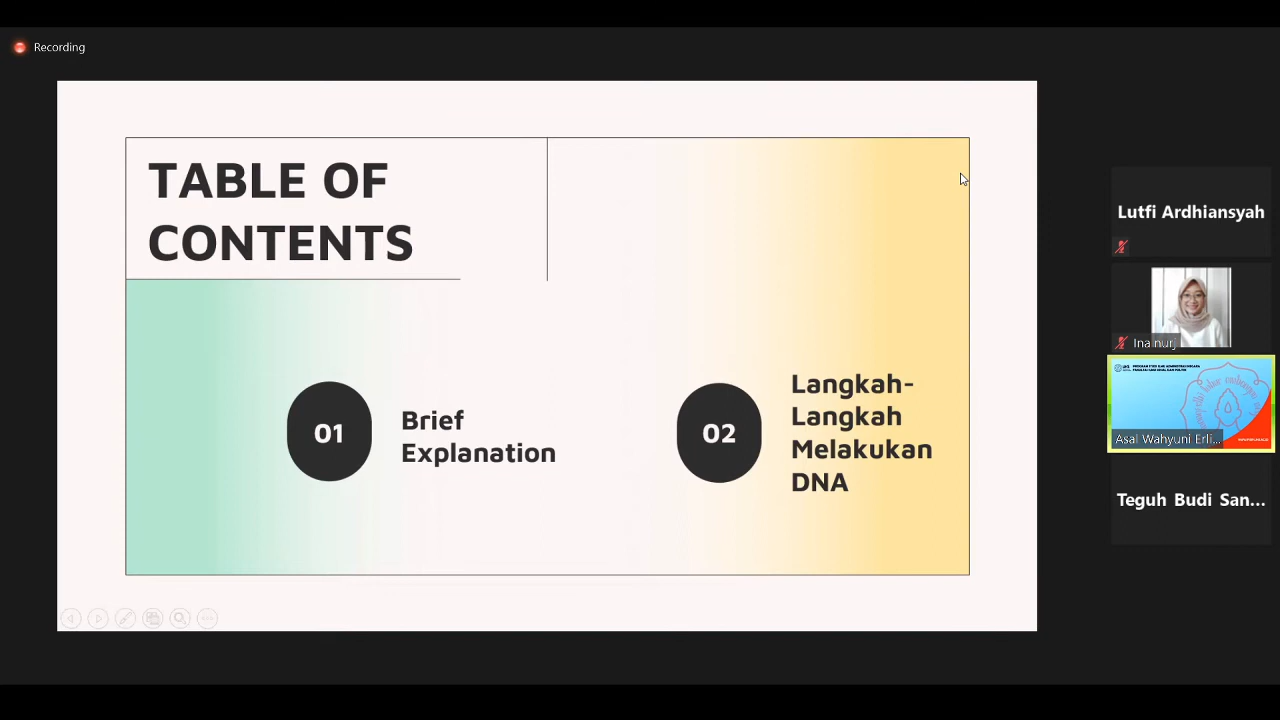 Recording
TABLE OF
CONTENTS
01
Brief
Explanation
02
Langkah-
Langkah
Melakukan
DNA
Lutfi Ardhiansyah
Ina nurj
Asal Wahyuni Erli...
Teguh Budi San...